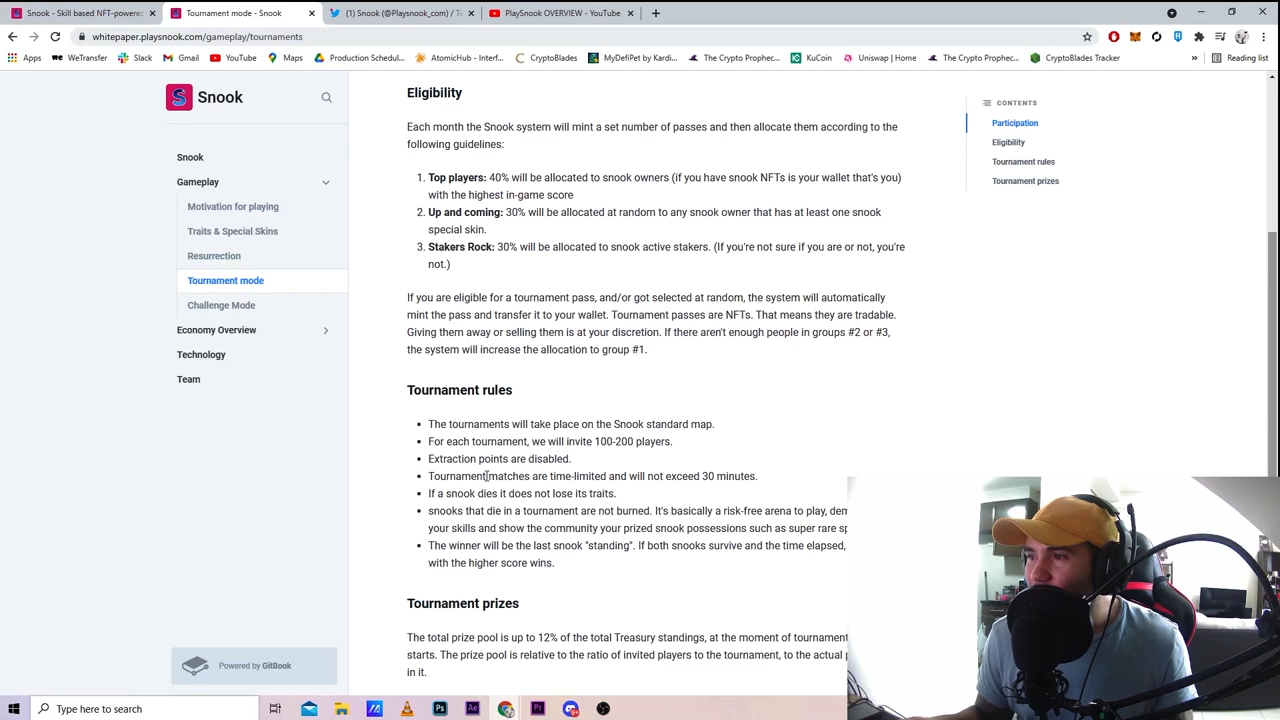 Snook - Skill based NFT-powered
Tournament mode - Snook
(1) Snook (@Playsnook_com) / T
PlaySnook OVERVIEW - YouTube
whitepaper.playsnook.com/gameplay/tournaments
Apps
WeTransfer
Slack
Gmail
YouTube
Maps
Production Schedul...
AtomicHub - Interf...
CryptoBlades
MyDefiPet by Kardi...
The Crypto Prophec...
KuCoin
Uniswap | Home
The Crypto Prophec...
CryptoBlades Tracker
»
Reading list
Snook
Snook
Gameplay
Motivation for playing
Traits & Special Skins
Resurrection
Tournament mode
Challenge Mode
Economy Overview
Technology
Team
Powered by GitBook
Eligibility
Each month the Snook system will mint a set number of passes and then allocate them according to the
following guidelines:
1. Top players: 40% will be allocated to snook owners (if you have snook NFTs is your wallet that's you)
with the highest in-game score
2. Up and coming: 30% will be allocated at random to any snook owner that has at least one snook
special skin.
3. Stakers Rock: 30% will be allocated to snook active stakers. (If you're not sure if you are or not, you're
not.)
If you are eligible for a tournament pass, and/or got selected at random, the system will automatically
mint the pass and transfer it to your wallet. Tournament passes are NFTs. That means they are tradable.
Giving them away or selling them is at your discretion. If there aren't enough people in groups #2 or #3,
the system will increase the allocation to group #1.
Tournament rules
• The tournaments will take place on the Snook standard map.
• For each tournament, we will invite 100-200 players.
• Extraction points are disabled.
• Tournament matches are time-limited and will not exceed 30 minutes.
• If a snook dies it does not lose its traits.
• snooks that die in a tournament are not burned. It's basically a risk-free arena to play, dem
your skills and show the community your prized snook possessions such as super rare sp
• The winner will be the last snook "standing". If both snooks survive and the time elapsed,
with the higher score wins.
Tournament prizes
The total prize pool is up to 12% of the total Treasury standings, at the moment of tournament
starts. The prize pool is relative to the ratio of invited players to the tournament, to the actual p
in it.
CONTENTS
Participation
Eligibility
Tournament rules
Tournament prizes
Type here to search
Ps
Ae
Pr